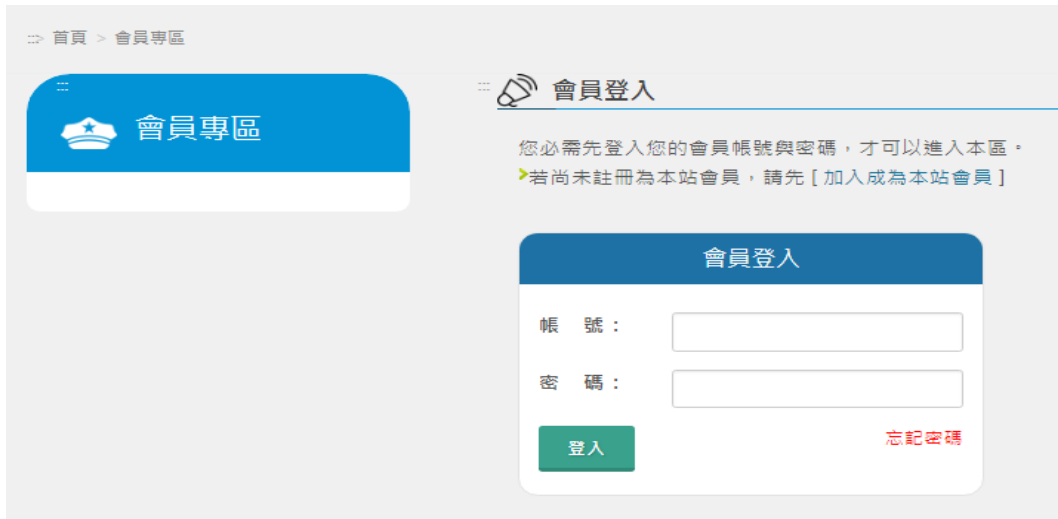 ::: 首頁 > 會員專區
:::
會員專區
::: 會員登入
您必需先登入您的會員帳號與密碼，才可以進入本區。
若尚未註冊為本站會員，請先 [ 加入成為本站會員 ]
會員登入
帳　號：
密　碼：
登入
忘記密碼